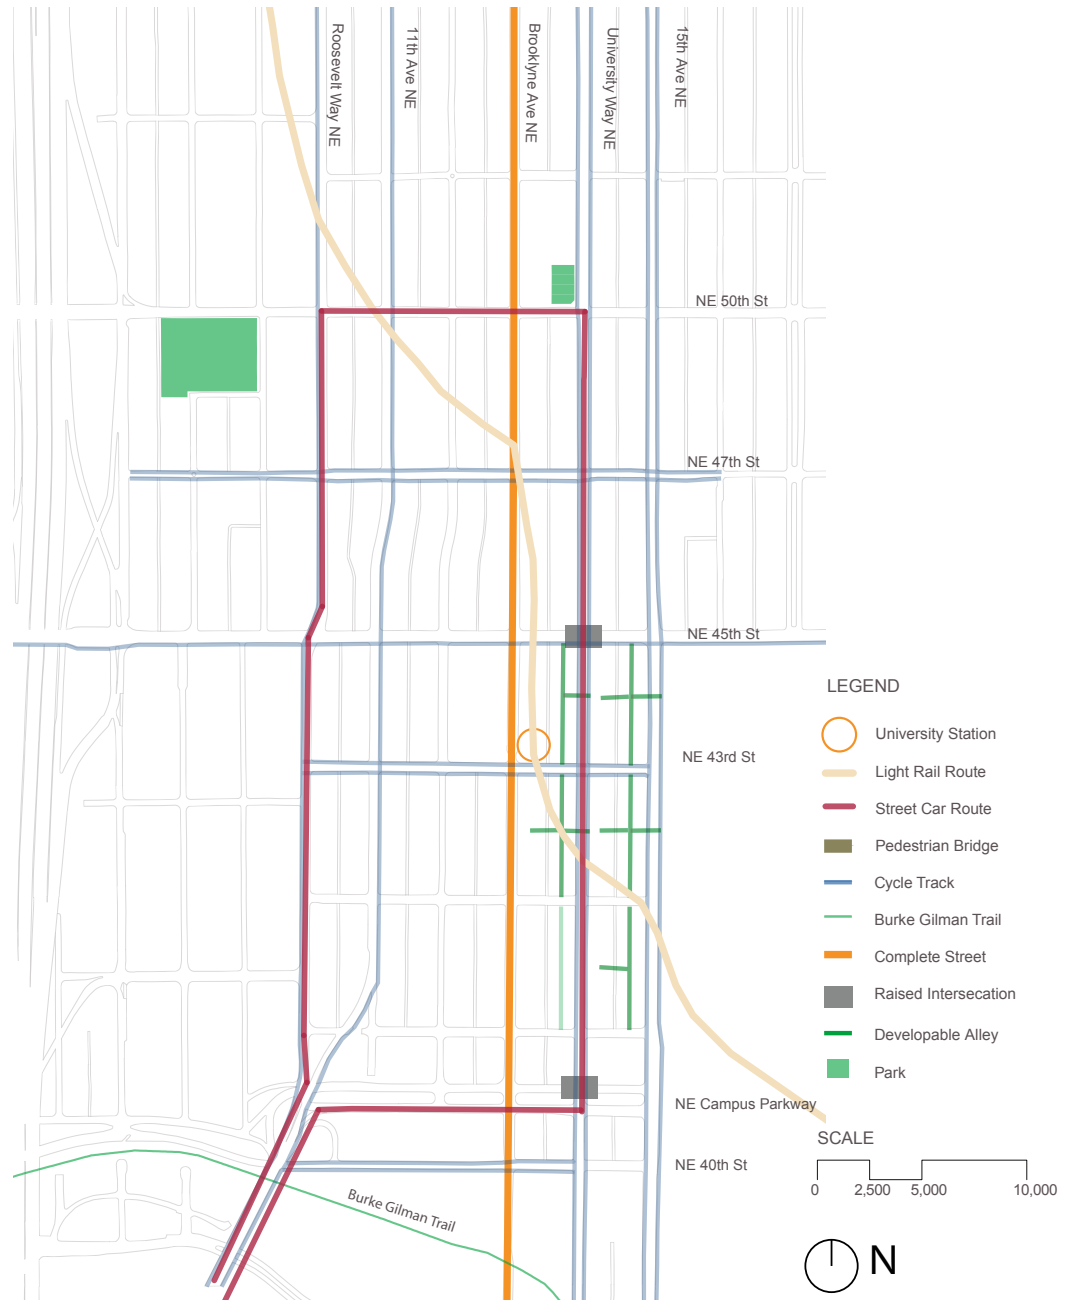 Roosevelt Way NE
11th Ave NE
Brooklyne Ave NE
University Way NE
15th Ave NE
NE 50th St
NE 47th St
NE 45th St
NE 43rd St
NE Campus Parkway
NE 40th St
Burke Gilman Trail
LEGEND
University Station
Light Rail Route
Street Car Route
Pedestrian Bridge
Cycle Track
Burke Gilman Trail
Complete Street
Raised Intersecation
Developable Alley
Park
SCALE
0 2,500 5,000 10,000
N